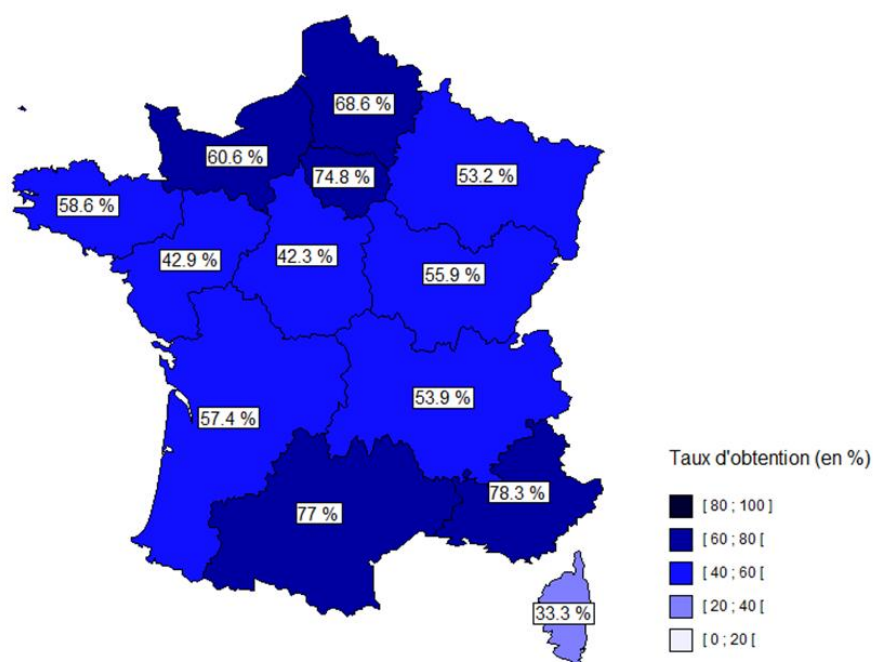 68.6 %
60.6 %
74.8 %
53.2 %
58.6 %
42.9 %
42.3 %
55.9 %
57.4 %
53.9 %
77 %
78.3 %
33.3 %
Taux d'obtention (en %)
[ 80 ; 100 ]
[ 60 ; 80 [
[ 40 ; 60 [
[ 20 ; 40 [
[ 0 ; 20 [